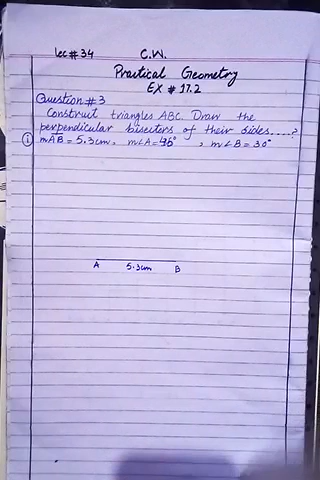 Lec # 34 C.W.
Practical Geometry
EX # 17.2
Question # 3
Construct triangles ABC. Draw the
perpendicular bisectors of their sides....?
(i) mAB = 5.3cm, m∠A = 45°, m∠B = 30°
A 5.3cm B